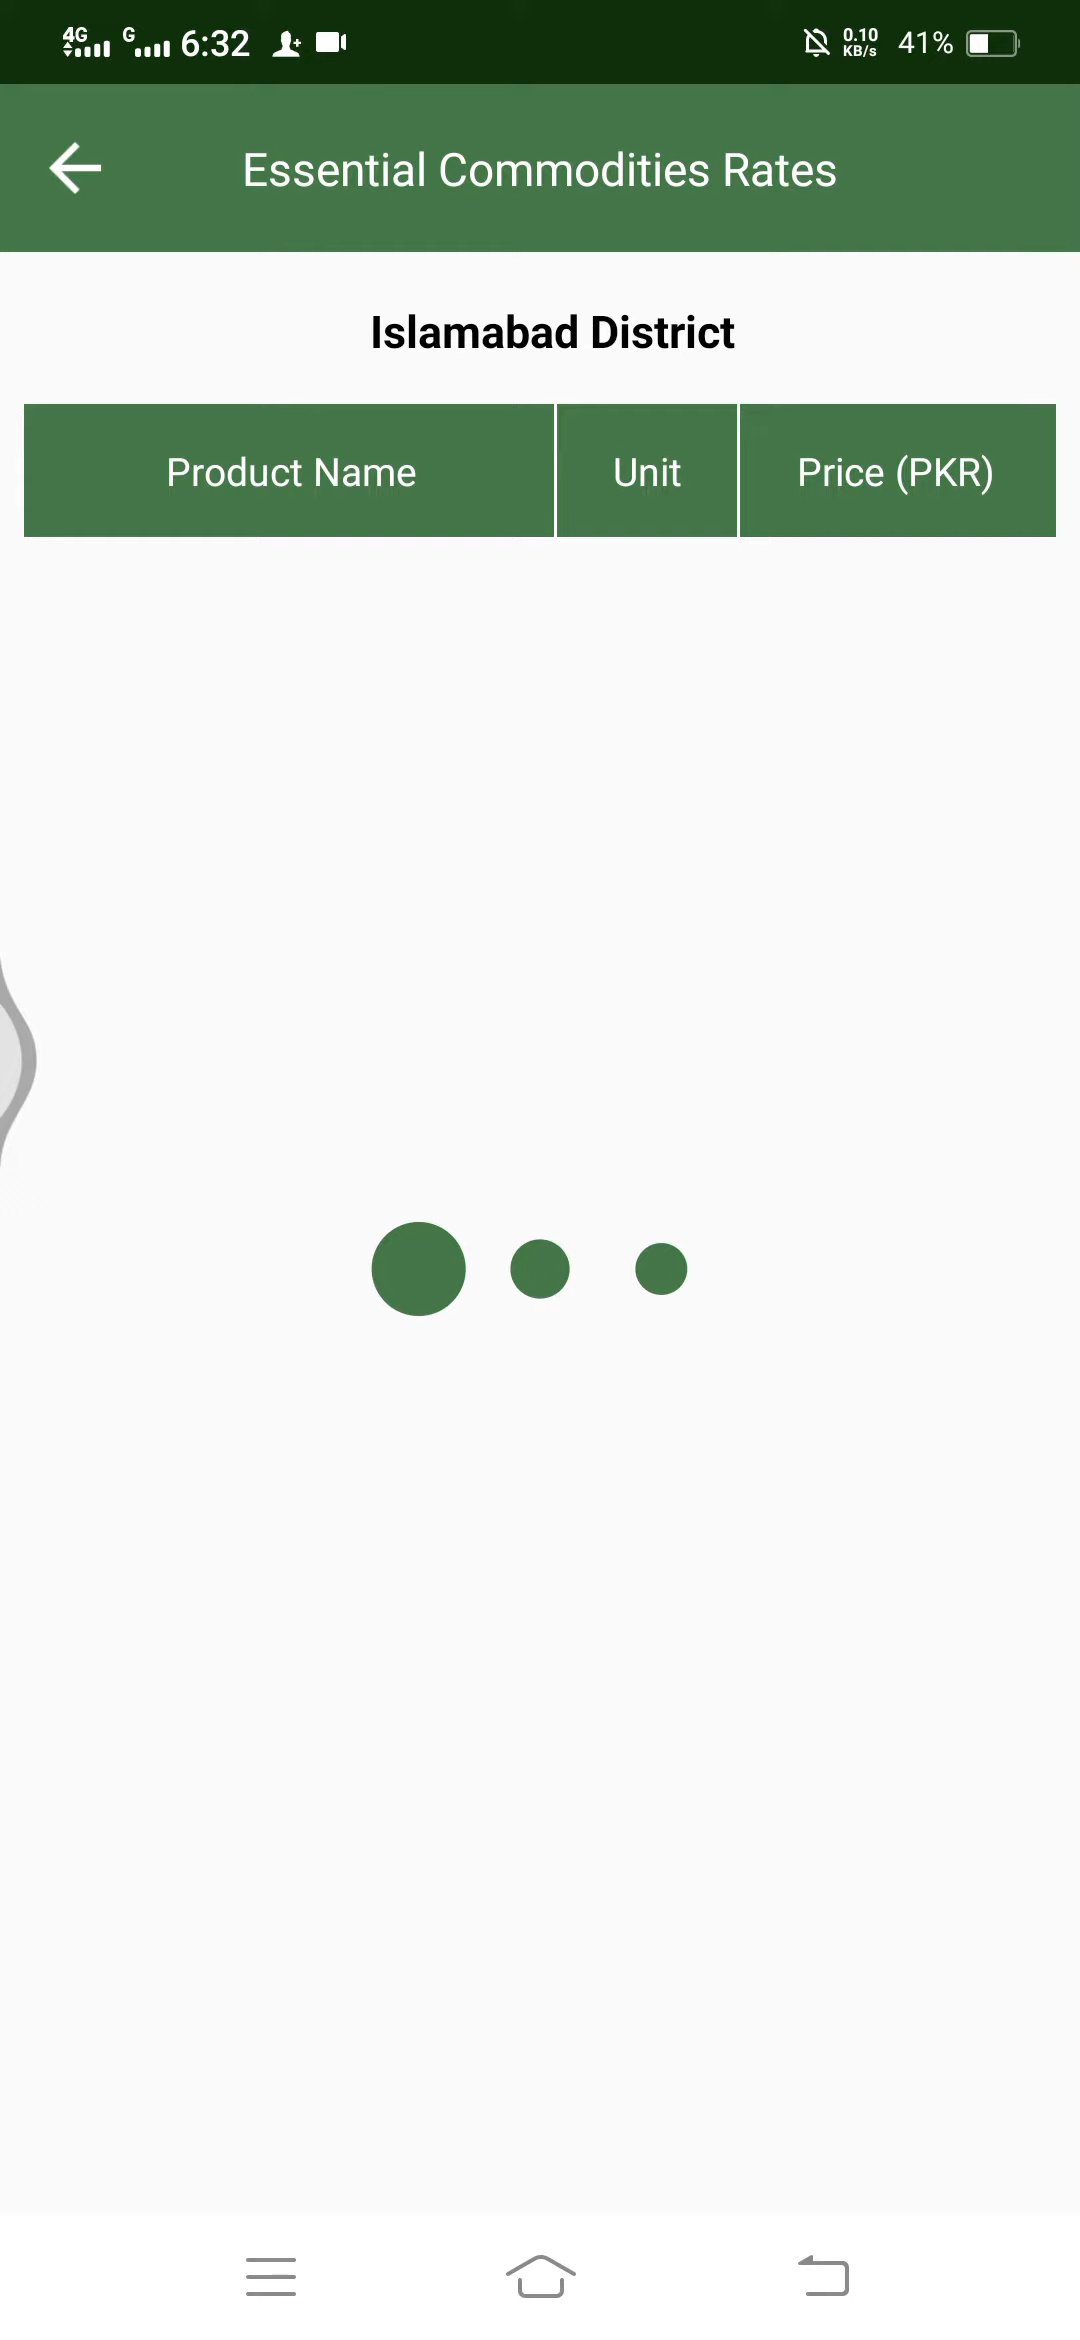 4G G 6:32 0.10 KB/s 41%
Essential Commodities Rates
Islamabad District
Product Name Unit Price (PKR)